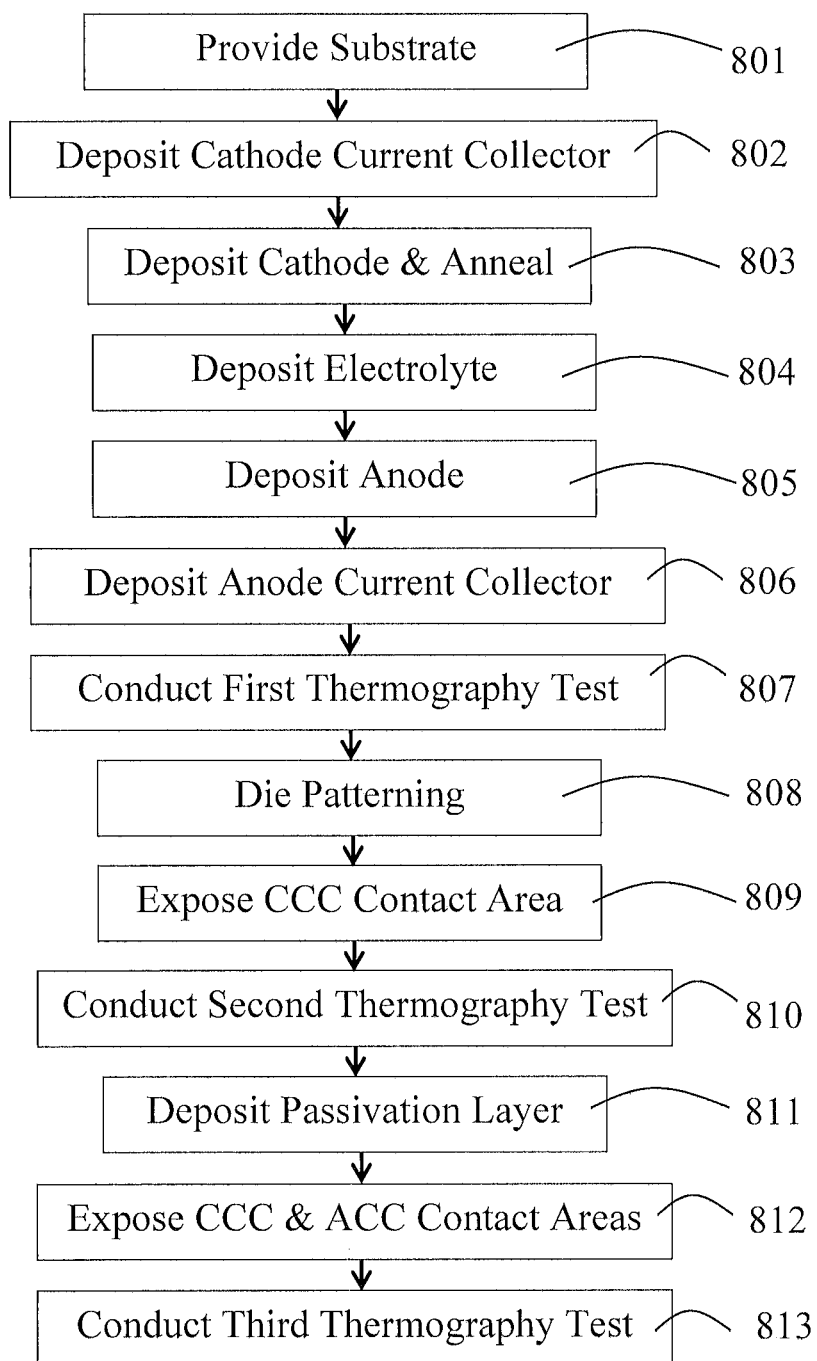 Provide Substrate 801
Deposit Cathode Current Collector 802
Deposit Cathode & Anneal 803
Deposit Electrolyte 804
Deposit Anode 805
Deposit Anode Current Collector 806
Conduct First Thermography Test 807
Die Patterning 808
Expose CCC Contact Area 809
Conduct Second Thermography Test 810
Deposit Passivation Layer 811
Expose CCC & ACC Contact Areas 812
Conduct Third Thermography Test 813